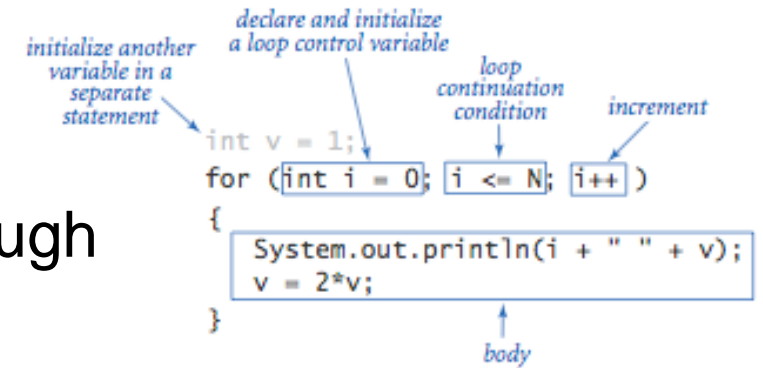 declare and initialize
a loop control variable
initialize another
variable in a
separate
statement
loop
continuation
condition
increment
int v = 1;
for (int i = 0; i <= N; i++ )
{
ugh
System.out.println(i + " " + v);
v = 2*v;
}
body